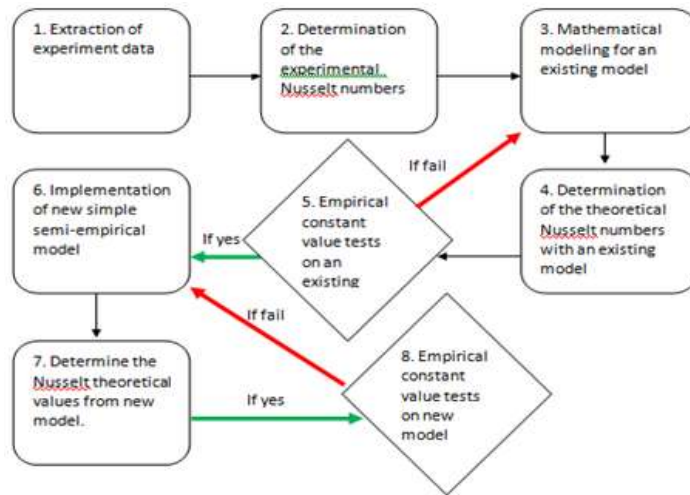 1. Extraction of
experiment data
2. Determination
of the
experimental
Nusselt numbers
3. Mathematical
modeling for an
existing model
If fail
4. Determination
of the theoretical
Nusselt numbers
with an existing
model
5. Empirical
constant
value tests
on an
existing
If yes
6. Implementation
of new simple
semi-empirical
model
If fail
7. Determine the
Nusselt theoretical
values from new
model.
If yes
8. Empirical
constant
value tests
on new
model